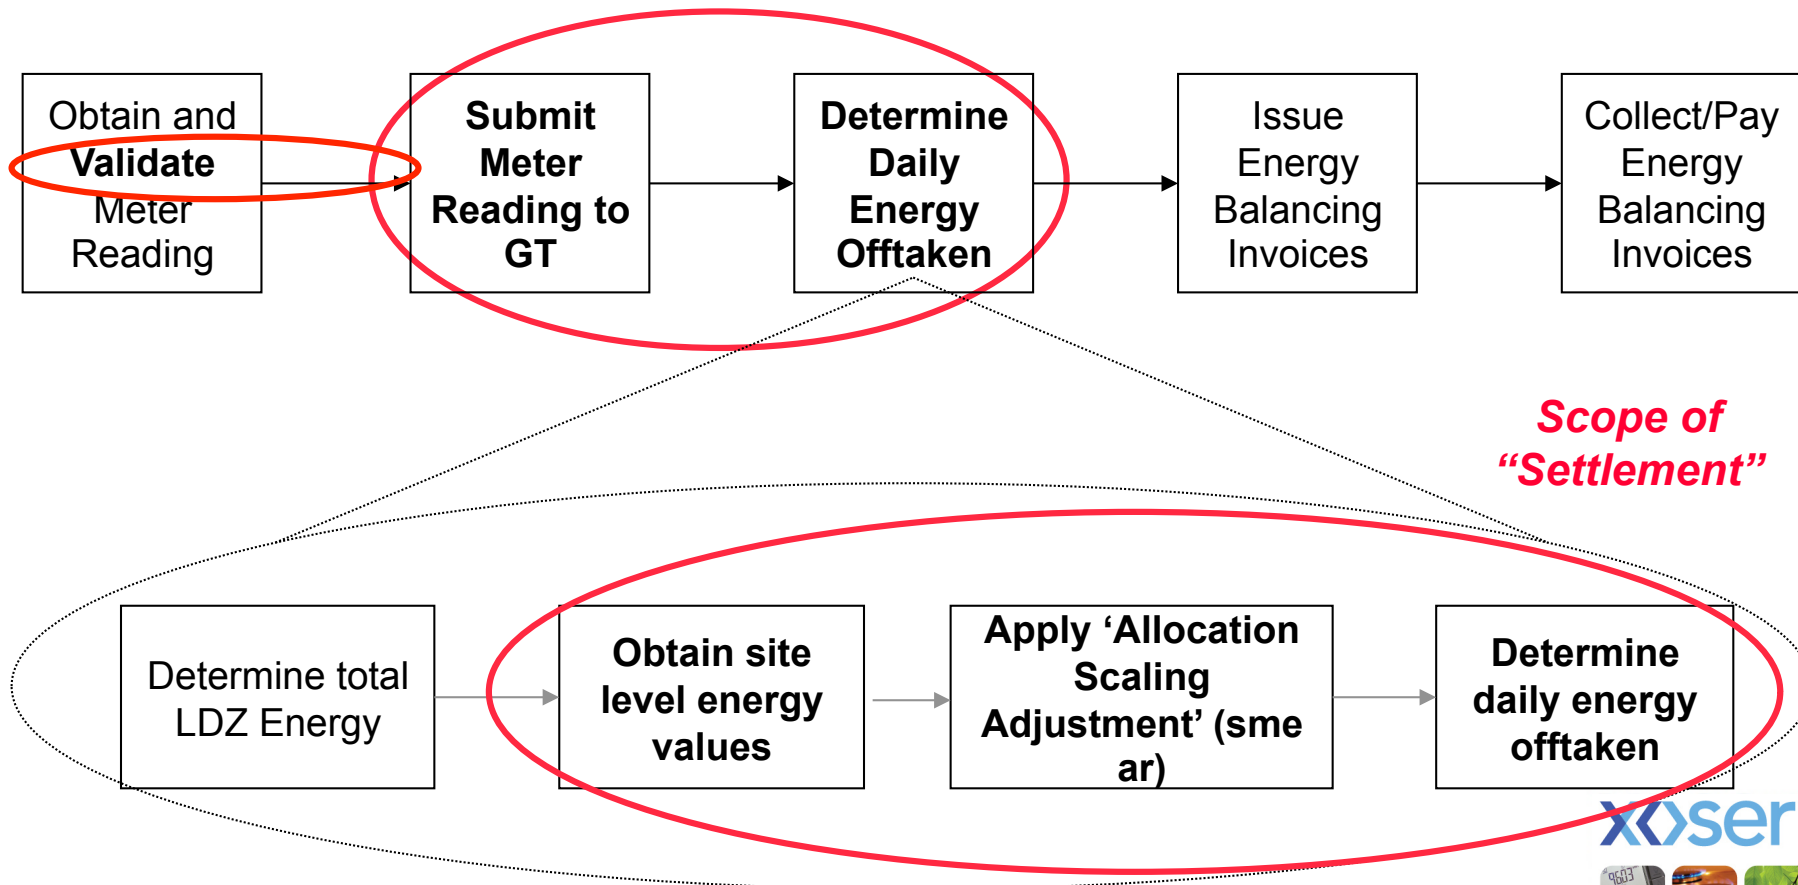 Obtain and
Validate
Meter
Reading
Submit
Meter
Reading to
GT
Determine
Daily
Energy
Offtaken
Issue
Energy
Balancing
Invoices
Collect/Pay
Energy
Balancing
Invoices
Scope of
“Settlement”
Determine total
LDZ Energy
Obtain site
level energy
values
Apply ‘Allocation
Scaling
Adjustment’ (sme
ar)
Determine
daily energy
offtaken
xoser